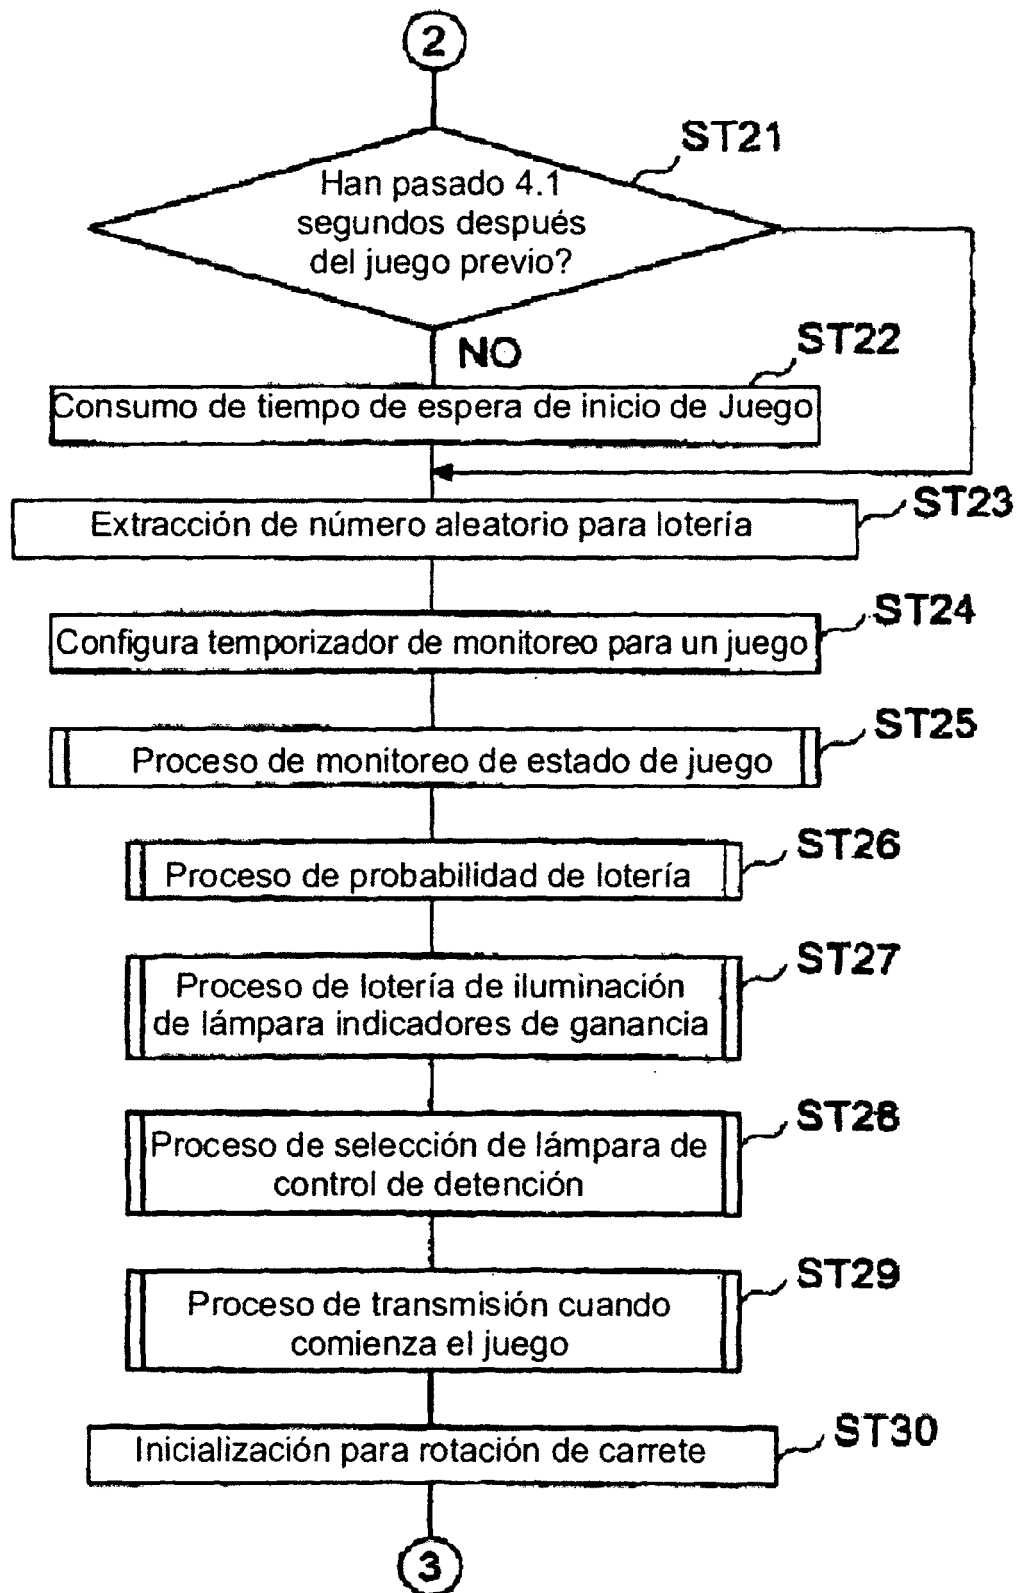 2
ST21
Han pasado 4.1
segundos después
del juego previo?
NO
ST22
Consumo de tiempo de espera de inicio de Juego
ST23
Extracción de número aleatorio para lotería
ST24
Configura temporizador de monitoreo para un juego
ST25
Proceso de monitoreo de estado de juego
ST26
Proceso de probabilidad de lotería
ST27
Proceso de lotería de iluminación
de lámpara indicadores de ganancia
ST28
Proceso de selección de lámpara de
control de detención
ST29
Proceso de transmisión cuando
comienza el juego
ST30
Inicialización para rotación de carrete
3